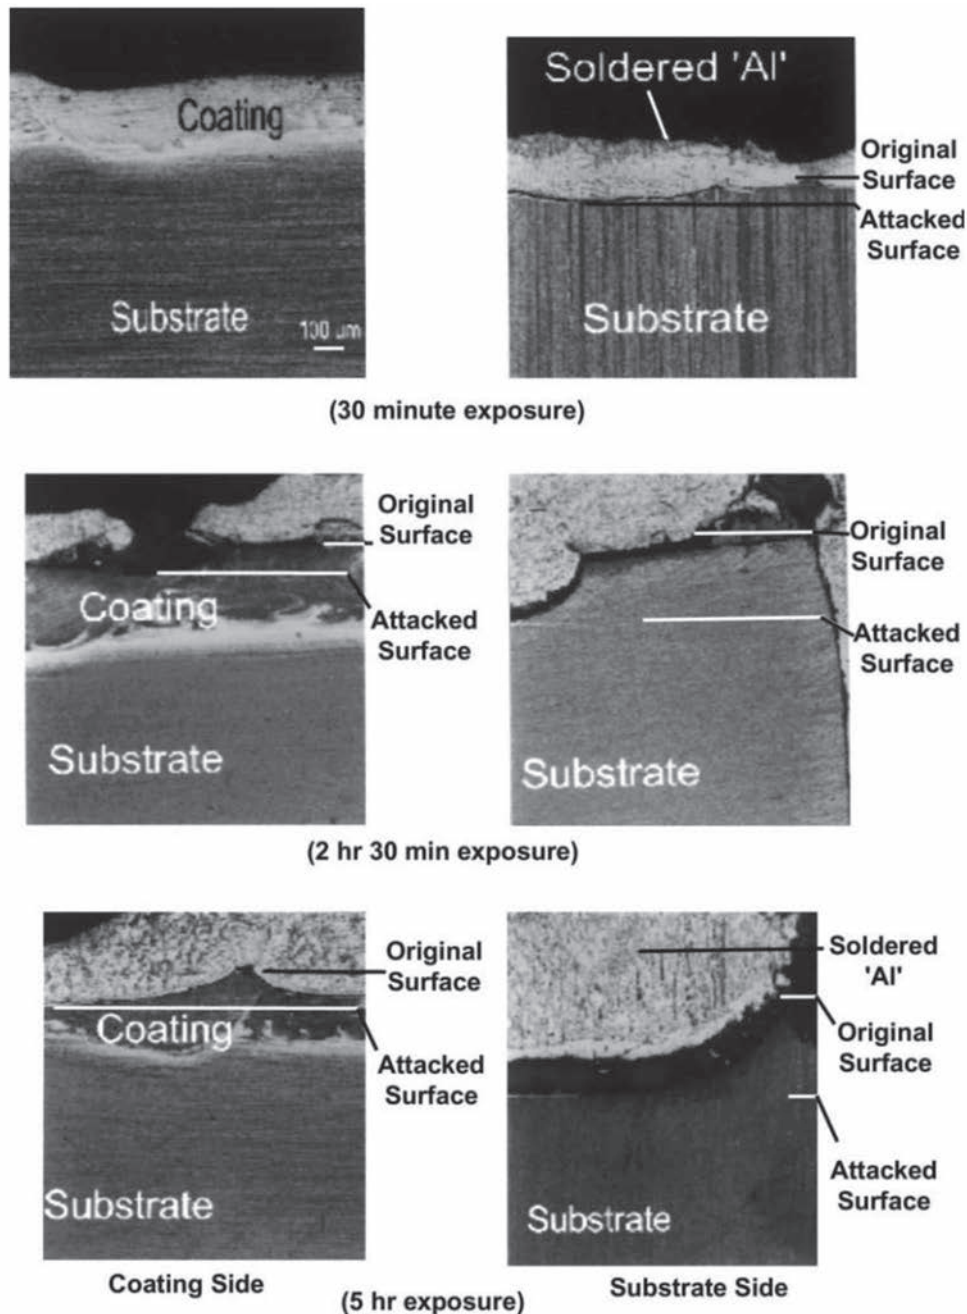 Coating
Substrate
100 µm
Soldered 'Al'
Original
Surface
Attacked
Surface
Substrate
(30 minute exposure)
Original
Surface
Coating
Attacked
Surface
Substrate
Original
Surface
Attacked
Surface
Substrate
(2 hr 30 min exposure)
Original
Surface
Coating
Attacked
Surface
Substrate
Soldered
'Al'
Original
Surface
Attacked
Surface
Substrate
Coating Side
Substrate Side
(5 hr exposure)